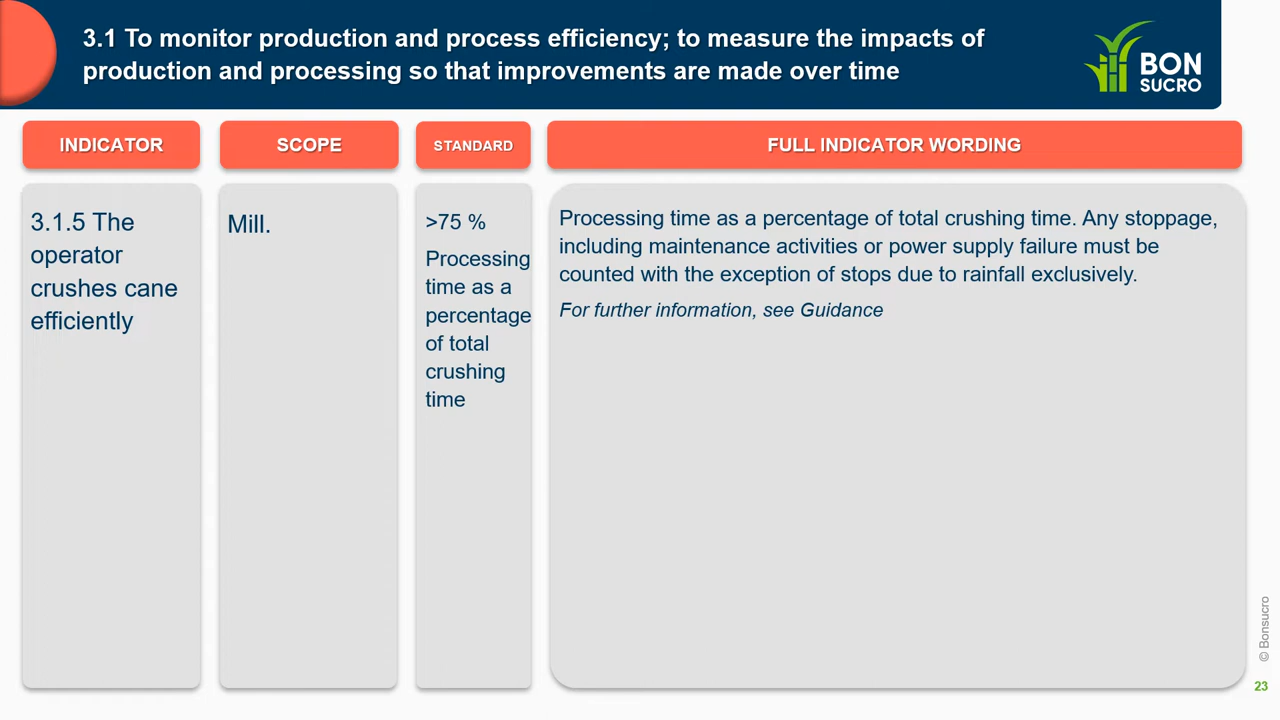 3.1 To monitor production and process efficiency; to measure the impacts of
production and processing so that improvements are made over time
BON
SUCRO
INDICATOR
SCOPE
STANDARD
FULL INDICATOR WORDING
3.1.5 The
operator
crushes cane
efficiently
Mill.
>75 %
Processing
time as a
percentage
of total
crushing
time
Processing time as a percentage of total crushing time. Any stoppage,
including maintenance activities or power supply failure must be
counted with the exception of stops due to rainfall exclusively.
For further information, see Guidance
© Bonsucro
23